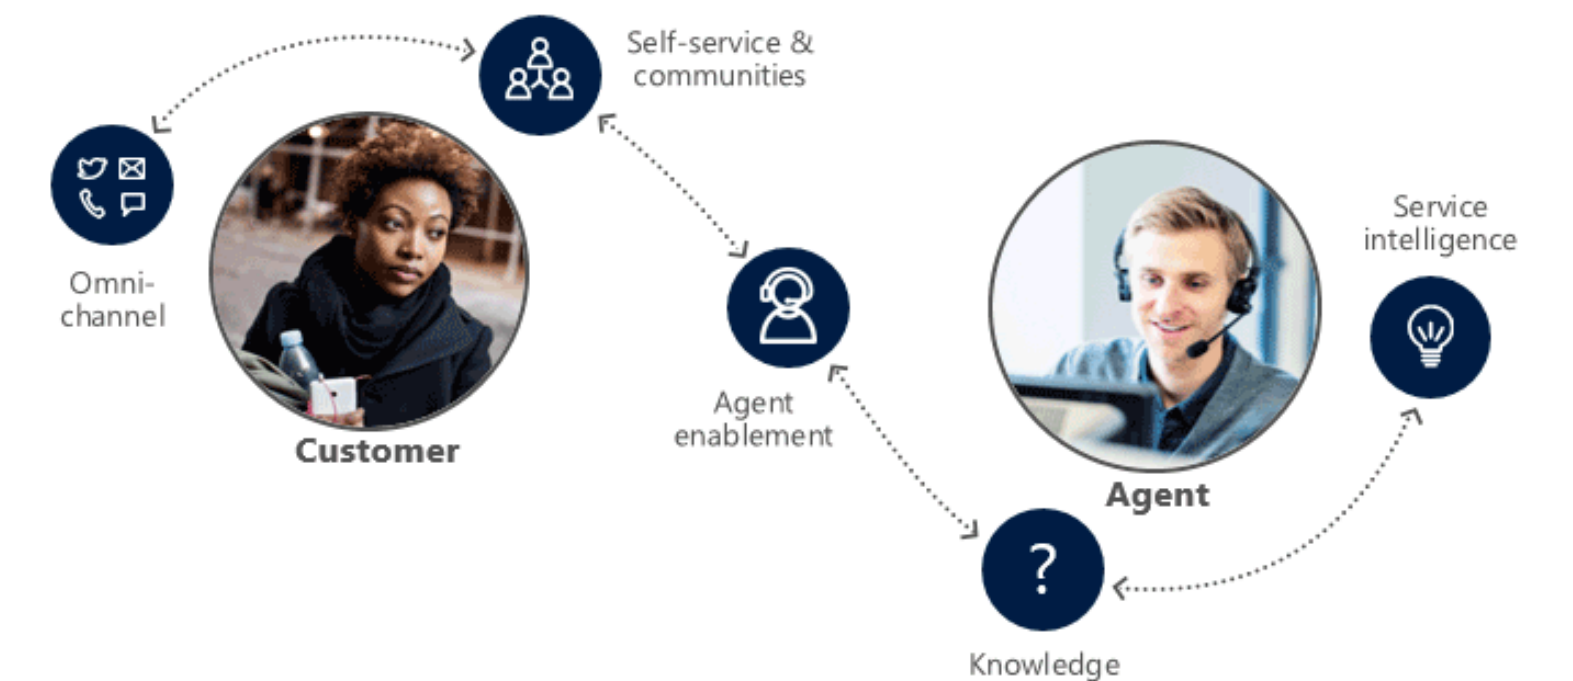 Self-service &
communities
Omni-
channel
Customer
Agent
enablement
Service
intelligence
Agent
?
Knowledge